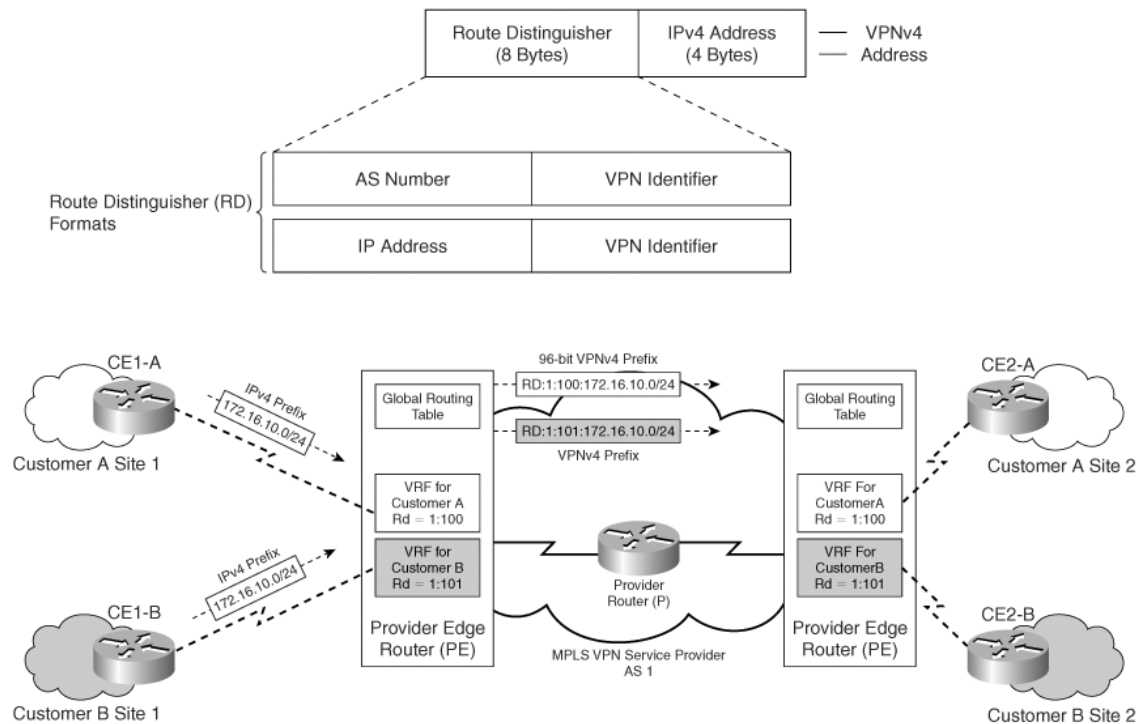 Route Distinguisher
(8 Bytes)
IPv4 Address
(4 Bytes)
VPNv4
Address
Route Distinguisher (RD)
Formats
AS Number
VPN Identifier
IP Address
VPN Identifier
CE1-A
IPv4 Prefix
172.16.10.0/24
Customer A Site 1
CE1-B
IPv4 Prefix
172.16.10.0/24
Customer B Site 1
Global Routing
Table
VRF for
Customer A
Rd = 1:100
VRF for
Customer B
Rd = 1:101
Provider Edge
Router (PE)
96-bit VPNv4 Prefix
RD:1:100:172.16.10.0/24
RD:1:101:172.16.10.0/24
VPNv4 Prefix
Provider
Router (P)
MPLS VPN Service Provider
AS 1
Global Routing
Table
VRF For
CustomerA
Rd = 1:100
VRF For
CustomerB
Rd = 1:101
Provider Edge
Router (PE)
CE2-A
Customer A Site 2
CE2-B
Customer B Site 2